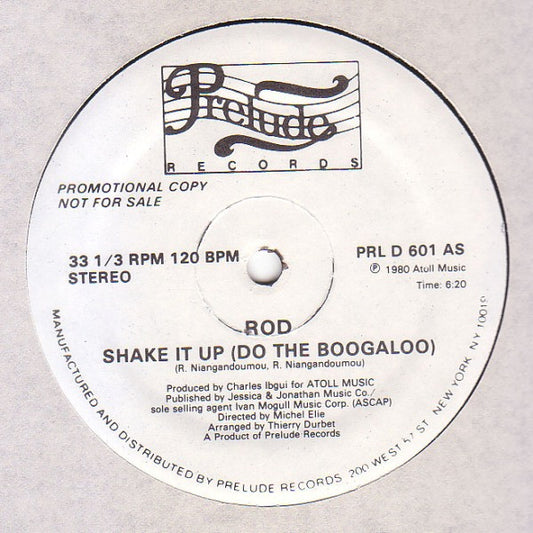 Prelude
RECORDS
PROMOTIONAL COPY
NOT FOR SALE
33 1/3 RPM 120 BPM
STEREO
PRL D 601 AS
℗ 1980 Atoll Music
Time: 6:20
ROD
SHAKE IT UP (DO THE BOOGALOO)
(R. Niangandoumou, R. Niangandoumou)
Produced by Charles Ibgui for ATOLL MUSIC
Published by Jessica & Jonathan Music Co./
sole selling agent Ivan Mogull Music Corp. (ASCAP)
Directed by Michel Elie
Arranged by Thierry Durbet
A Product of Prelude Records
MANUFACTURED AND DISTRIBUTED BY PRELUDE RECORDS, 200 WEST 57 ST. NEW YORK, NY 10019